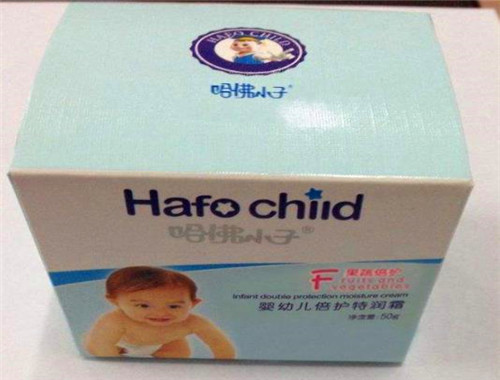 HAFO CHILD
哈佛小子®
Hafo child
哈佛小子®
果蔬倍护
Fruits and
vegetables
Infant double protection moisture cream
婴幼儿倍护特润霜
净含量:50g